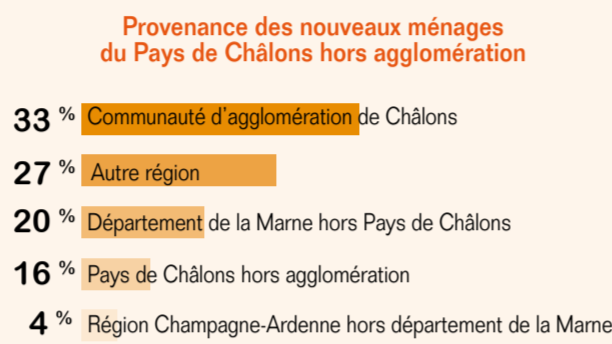 Provenance des nouveaux ménages
du Pays de Châlons hors agglomération
33 % Communauté d'agglomération de Châlons
27 % Autre région
20 % Département de la Marne hors Pays de Châlons
16 % Pays de Châlons hors agglomération
4 % Région Champagne-Ardenne hors département de la Marne